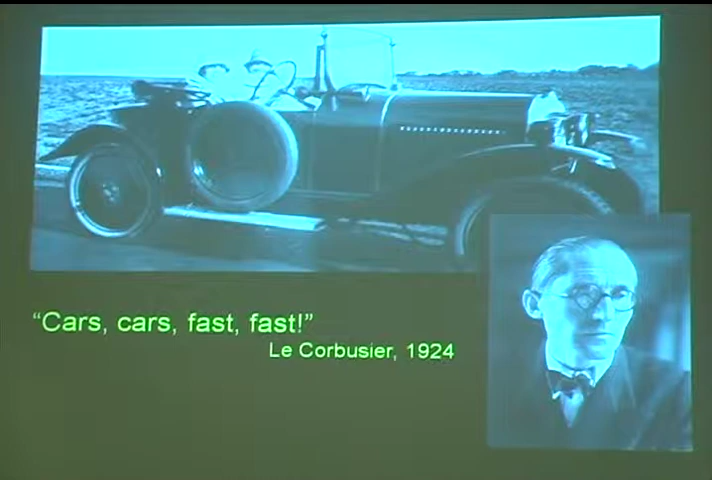 “Cars, cars, fast, fast!”
Le Corbusier, 1924